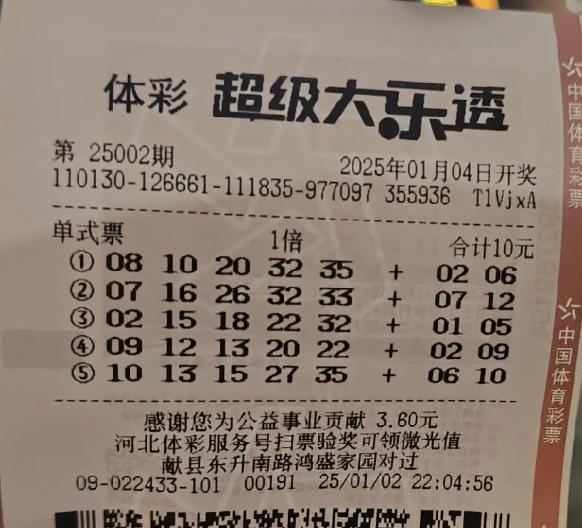 体彩 超级大乐透
第 25002期 2025年01月04日开奖
110130-126661-111835-977097 355936 TlVjxA
单式票 1倍 合计10元
① 08 10 20 32 35 + 02 06
② 07 16 26 32 33 + 07 12
③ 02 15 18 22 32 + 01 05
④ 09 12 13 20 22 + 02 09
⑤ 10 13 15 27 35 + 06 10
感谢您为公益事业贡献 3.60元
河北体彩服务号扫票验奖可领微光值
献县东升南路鸿盛家园对过
09-022433-101 00191 25/01/02 22:04:56
中国体育彩票
中国体育彩票